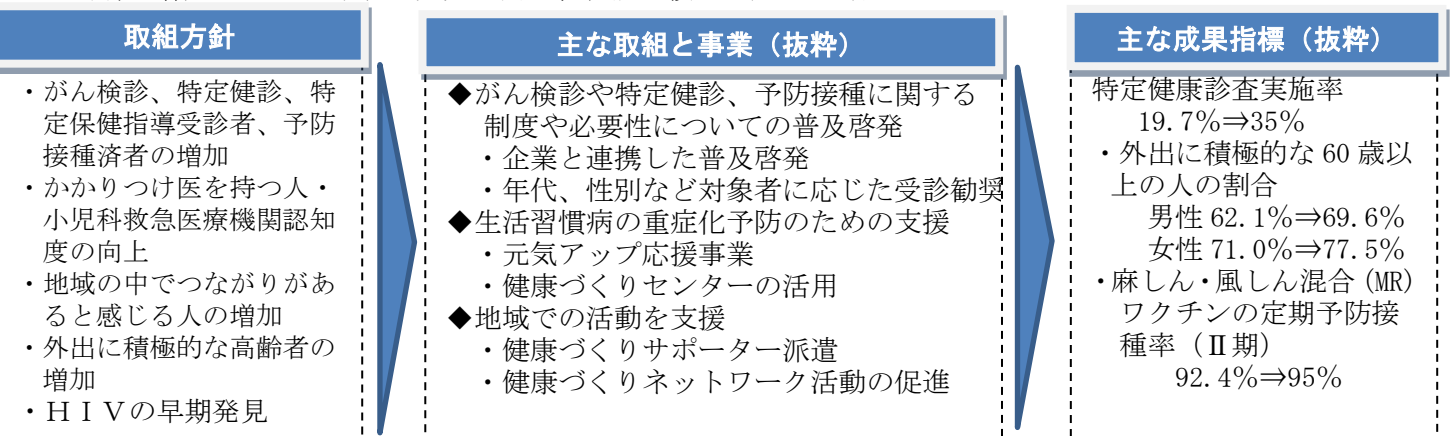 取組方針
・がん検診、特定健診、特
定保健指導受診者、予防
接種済者の増加
・かかりつけ医を持つ人・
小児科救急医療機関認知
度の向上
・地域の中でつながりがあ
ると感じる人の増加
・外出に積極的な高齢者の
増加
・ＨＩＶの早期発見
主な取組と事業（抜粋）
◆がん検診や特定健診、予防接種に関する
制度や必要性についての普及啓発
・企業と連携した普及啓発
・年代、性別など対象者に応じた受診勧奨
◆生活習慣病の重症化予防のための支援
・元気アップ応援事業
・健康づくりセンターの活用
◆地域での活動を支援
・健康づくりサポーター派遣
・健康づくりネットワーク活動の促進
主な成果指標（抜粋）
特定健康診査実施率
19.7%⇒35%
・外出に積極的な 60 歳以
上の人の割合
男性 62.1%⇒69.6%
女性 71.0%⇒77.5%
・麻しん・風しん混合(MR)
ワクチンの定期予防接
種率（Ⅱ期）
92.4%⇒95%